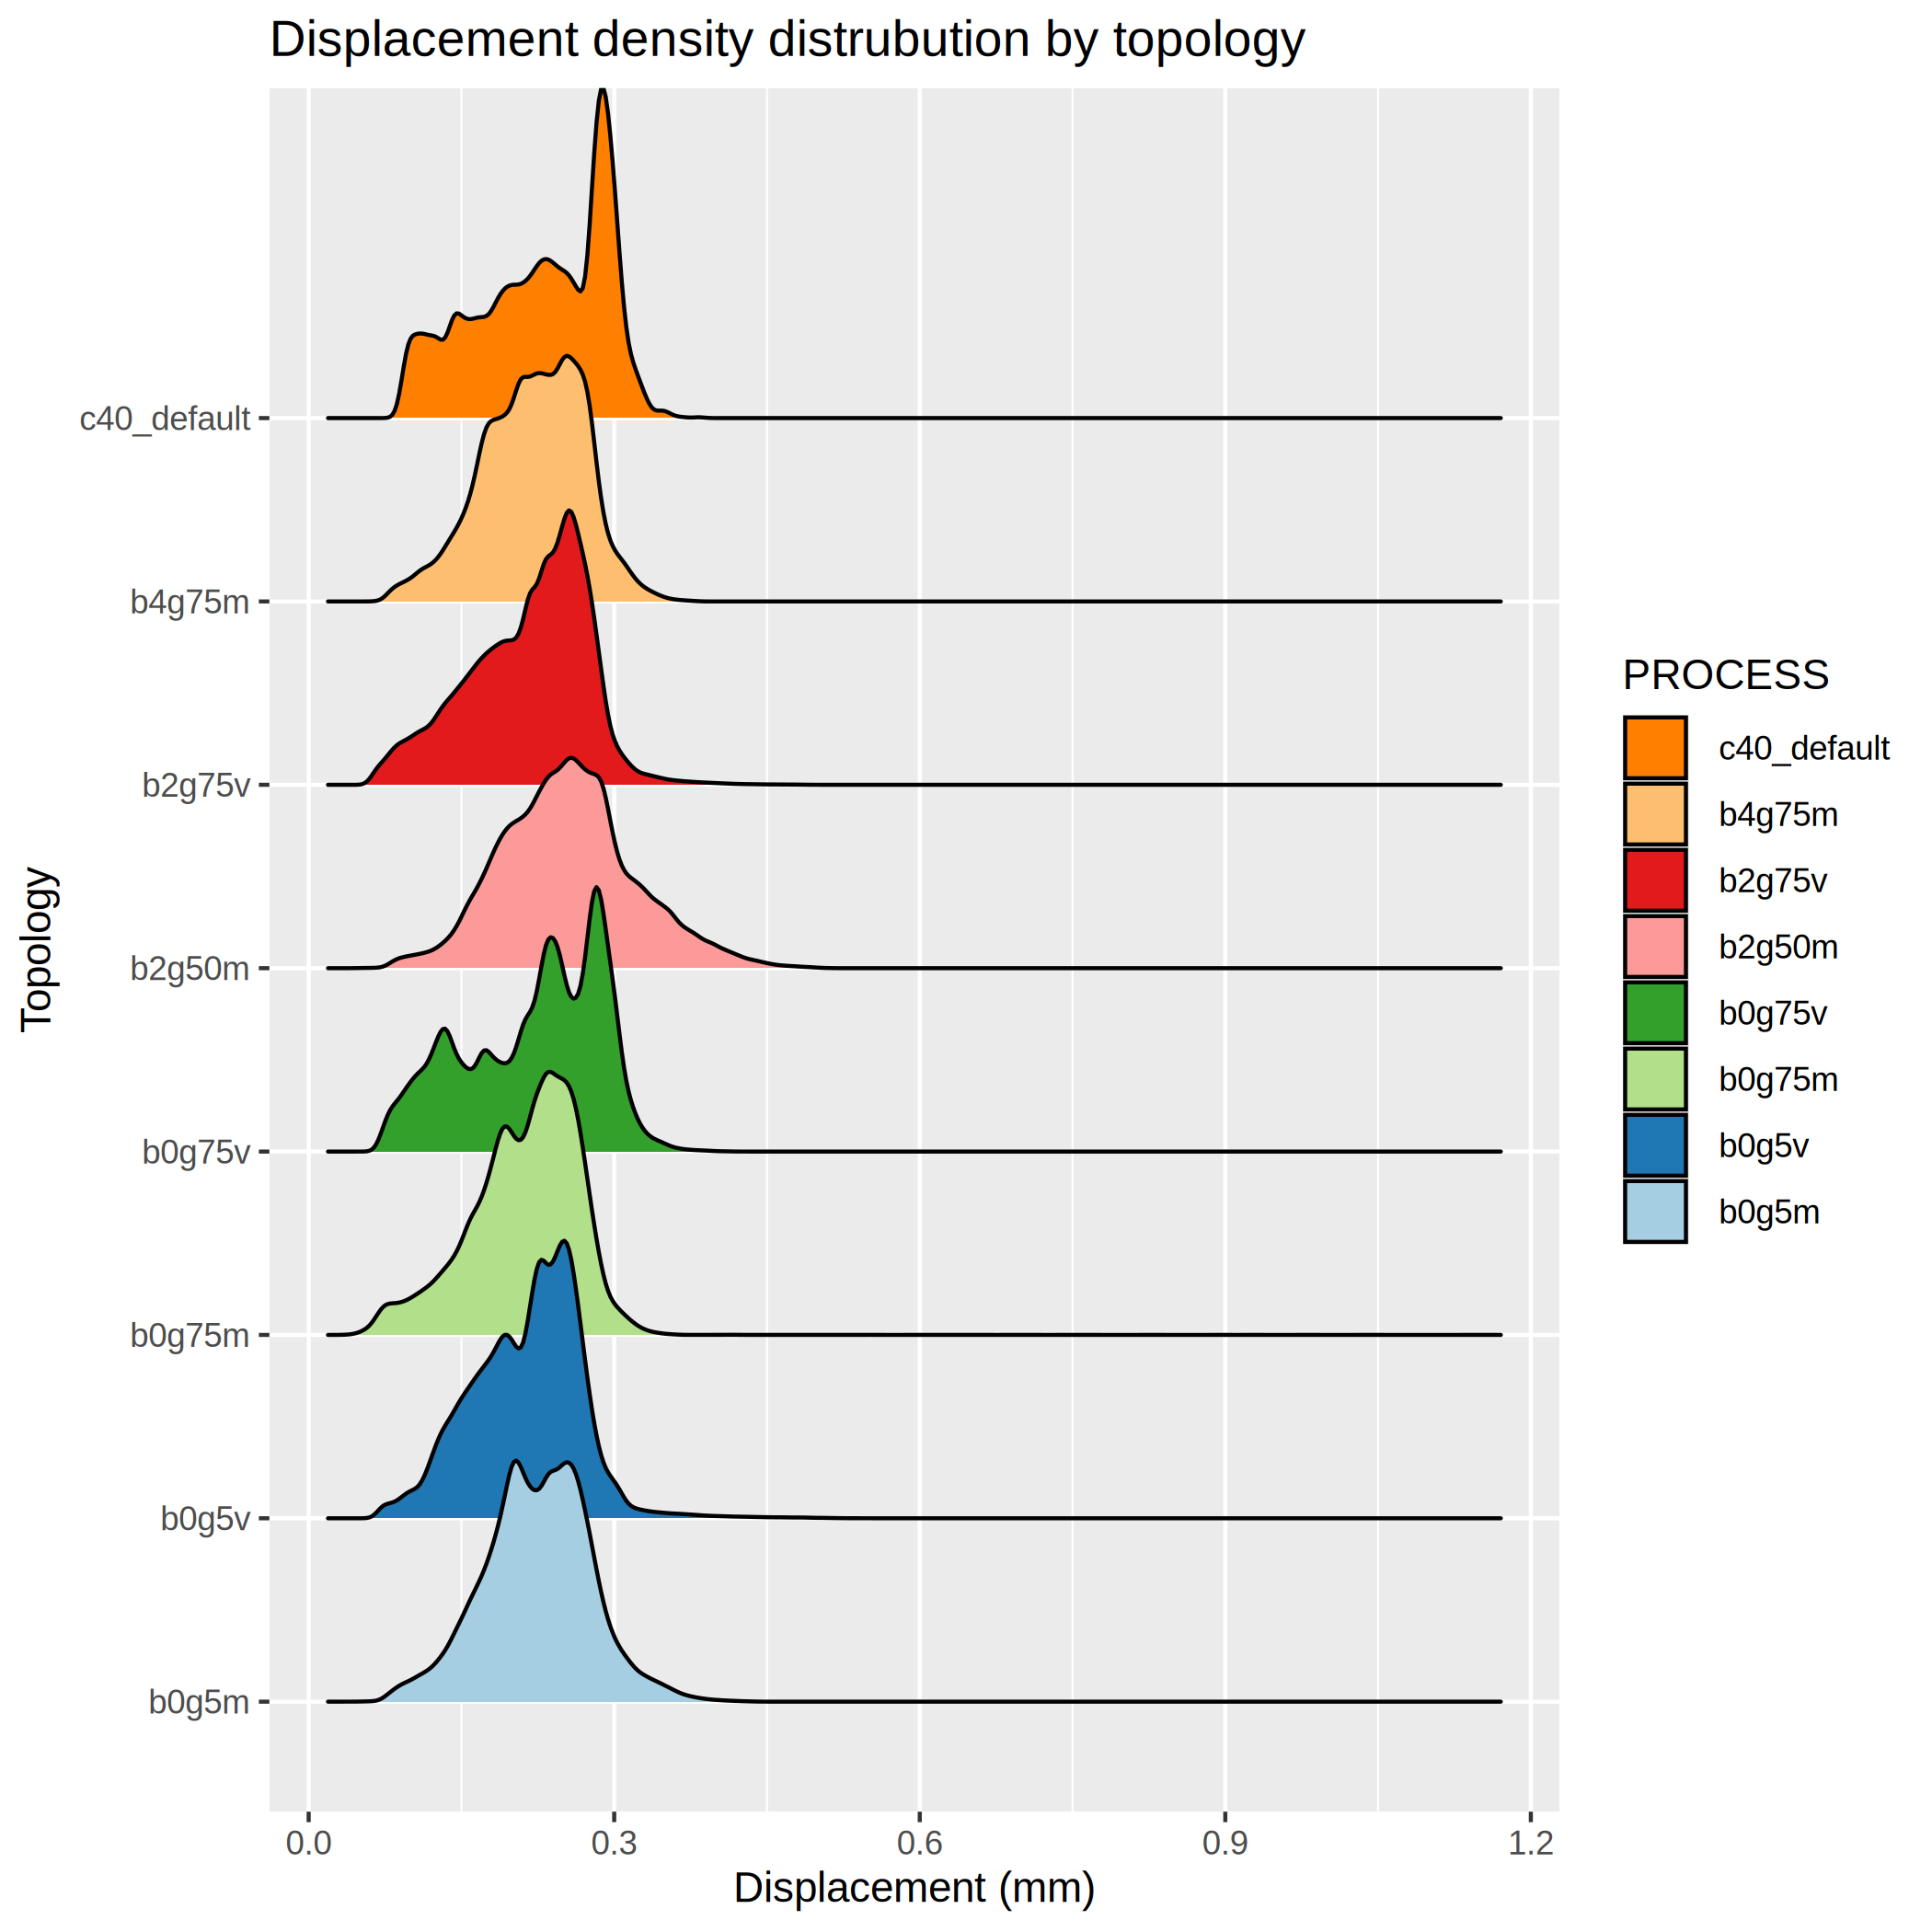 Displacement density distrubution by topology
Topology
c40_default
b4g75m
b2g75v
b2g50m
b0g75v
b0g75m
b0g5v
b0g5m
0.0 0.3 0.6 0.9 1.2
Displacement (mm)
PROCESS
c40_default
b4g75m
b2g75v
b2g50m
b0g75v
b0g75m
b0g5v
b0g5m